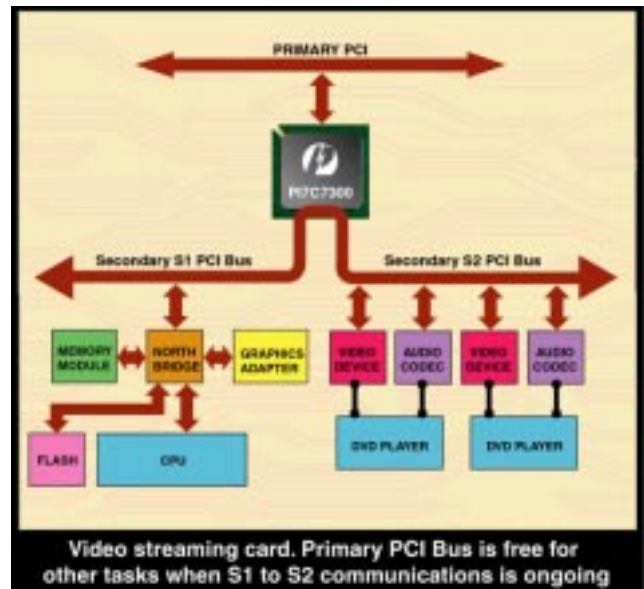 PRIMARY PCI
PI7C7300
Secondary S1 PCI Bus
Secondary S2 PCI Bus
MEMORY
MODULE
NORTH
BRIDGE
GRAPHICS
ADAPTER
VIDEO
DEVICE
AUDIO
CODEC
VIDEO
DEVICE
AUDIO
CODEC
FLASH
CPU
DVD PLAYER
DVD PLAYER
Video streaming card. Primary PCI Bus is free for
other tasks when S1 to S2 communications is ongoing